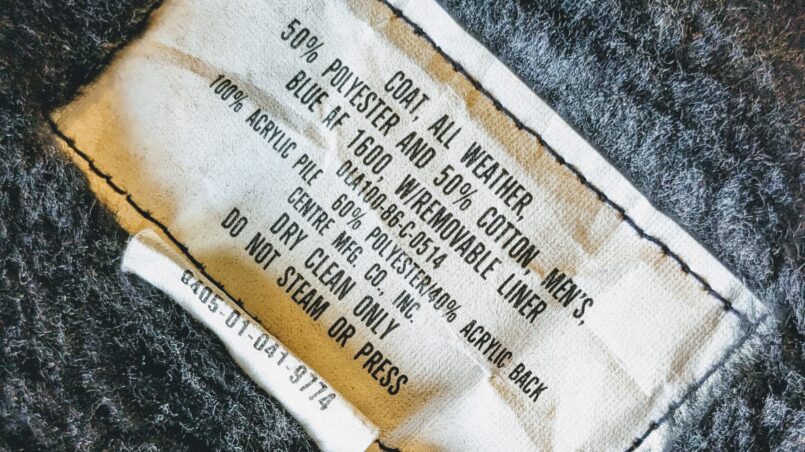 COAT, ALL WEATHER,
50% POLYESTER AND 50% COTTON, MEN'S,
BLUE AF 1600, W/REMOVABLE LINER
DLA100-86-C-0514
100% ACRYLIC PILE 60% POLYESTER/40% ACRYLIC BACK
CENTRE MFG. CO., INC.
DRY CLEAN ONLY
DO NOT STEAM OR PRESS
8405-01-041-9774